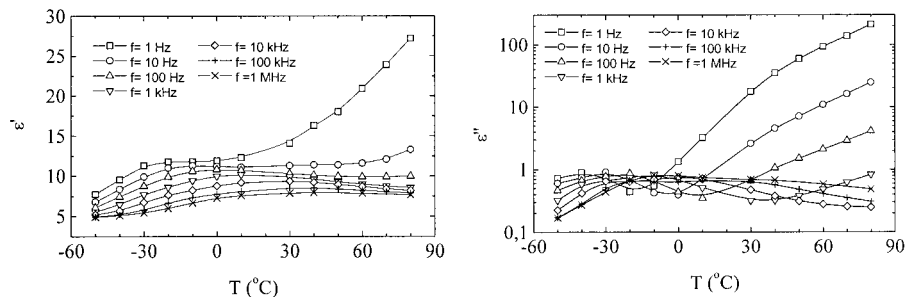 30
25
20
15
10
5
ε'
f= 1 Hz
f= 10 Hz
f= 100 Hz
f= 1 kHz
f= 10 kHz
f= 100 kHz
f =1 MHz
-60 -30 0 30 60 90
T (°C)
100
10
1
0,1
ε"
f= 1 Hz
f= 10 Hz
f= 100 Hz
f= 1 kHz
f= 10 kHz
f= 100 kHz
f =1 MHz
-60 -30 0 30 60 90
T (°C)